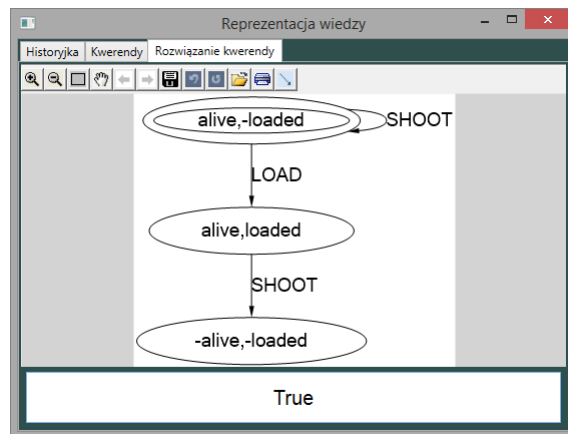 Reprezentacja wiedzy
Historyjka Kwerendy Rozwiązanie kwerendy
alive,-loaded SHOOT
LOAD
alive,loaded
SHOOT
-alive,-loaded
True